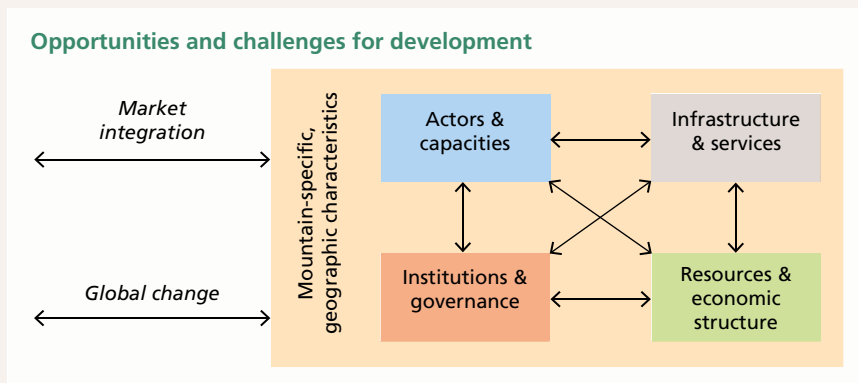 Opportunities and challenges for development
Market
integration
Global change
Mountain-specific,
geographic characteristics
Actors &
capacities
Infrastructure
& services
Institutions &
governance
Resources &
economic
structure